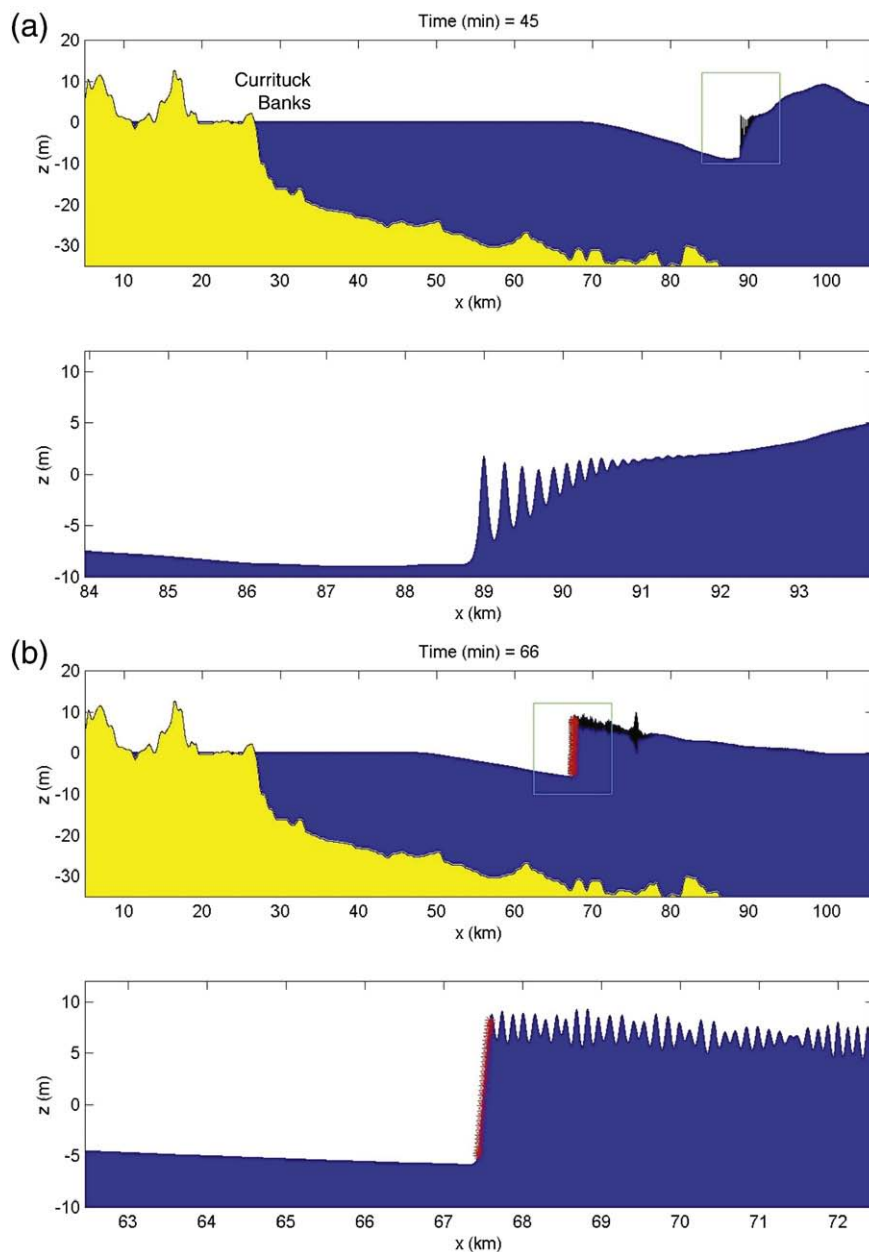 (a)
Time (min) = 45
Currituck
Banks
20
10
0
-10
-20
-30
z (m)
10 20 30 40 50 60 70 80 90 100
x (km)
10
5
0
-5
-10
z (m)
84 85 86 87 88 89 90 91 92 93
x (km)
(b)
Time (min) = 66
20
10
0
-10
-20
-30
z (m)
10 20 30 40 50 60 70 80 90 100
x (km)
10
5
0
-5
-10
z (m)
63 64 65 66 67 68 69 70 71 72
x (km)